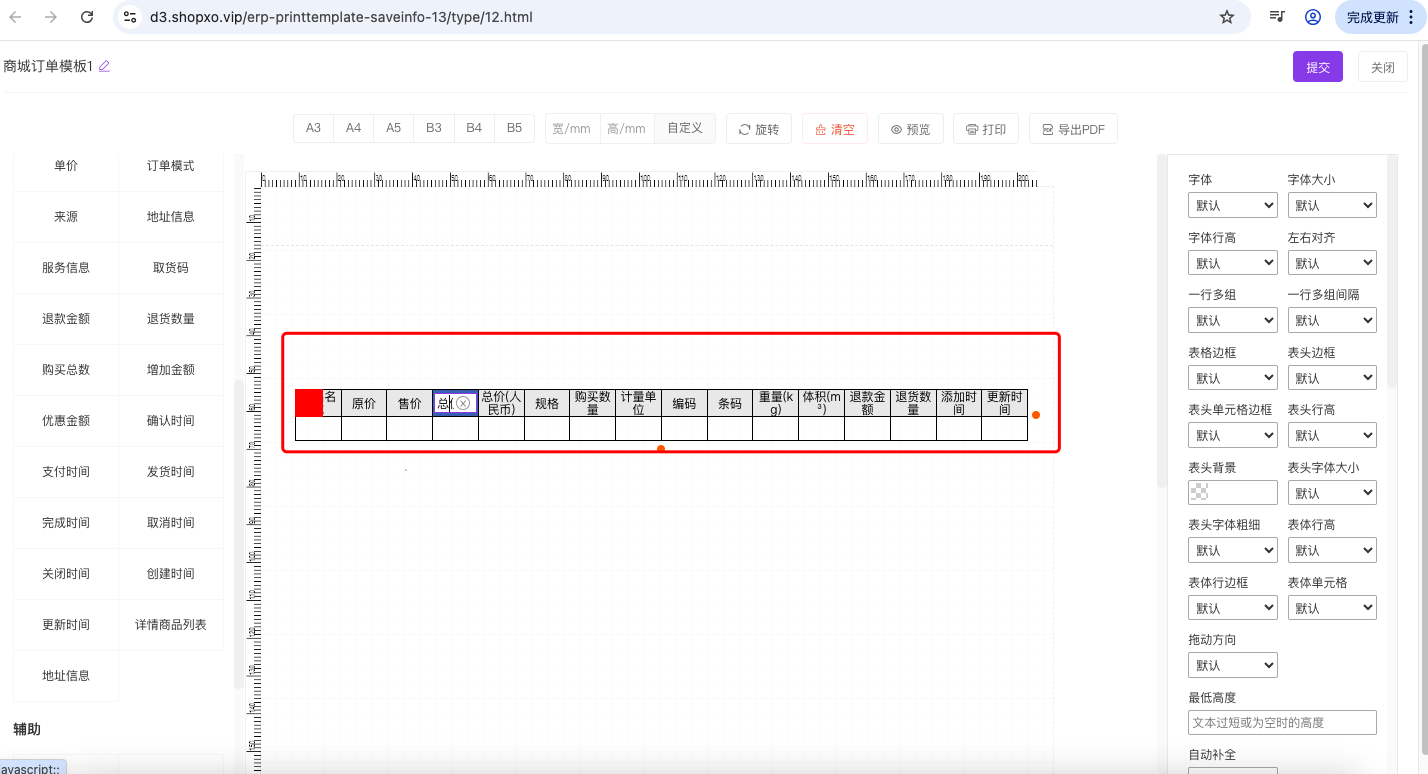 d3.shopxo.vip/erp-printtemplate-saveinfo-13/type/12.html
完成更新
商城订单模板1
提交
关闭
A3 A4 A5 B3 B4 B5 宽/mm 高/mm 自定义 旋转 清空 预览 打印 导出PDF
单价 订单模式
来源 地址信息
服务信息 取货码
退款金额 退货数量
购买总数 增加金额
优惠金额 确认时间
支付时间 发货时间
完成时间 取消时间
关闭时间 创建时间
更新时间 详情商品列表
地址信息
辅助
avascript:;
名 原价 售价 总 总价(人民币) 规格 购买数量 计量单位 编码 条码 重量(kg) 体积(m³) 退款金额 退货数量 添加时间 更新时间
字体 字体大小
默认 默认
字体行高 左右对齐
默认 默认
一行多组 一行多组间隔
默认 默认
表格边框 表头边框
默认 默认
表头单元格边框 表头行高
默认 默认
表头背景 表头字体大小
默认
表头字体粗细 表体行高
默认 默认
表体行边框 表体单元格
默认 默认
拖动方向
默认
最低高度
文本过短或为空时的高度
自动补全